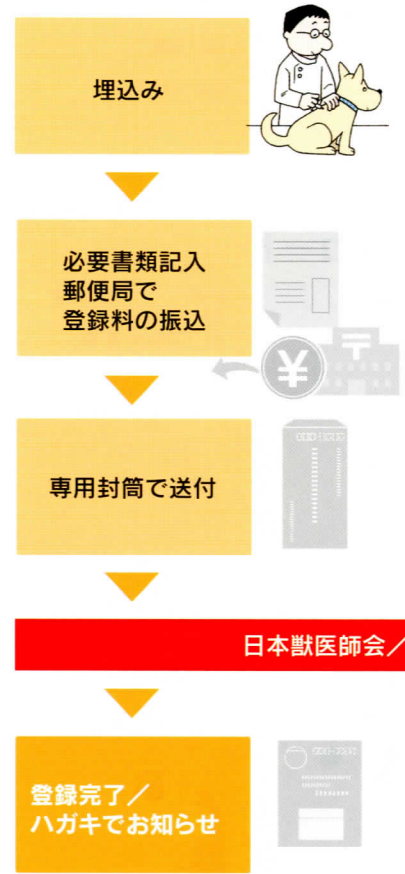 埋込み
必要書類記入
郵便局で
登録料の振込
¥
専用封筒で送付
日本獣医師会／
登録完了／
ハガキでお知らせ